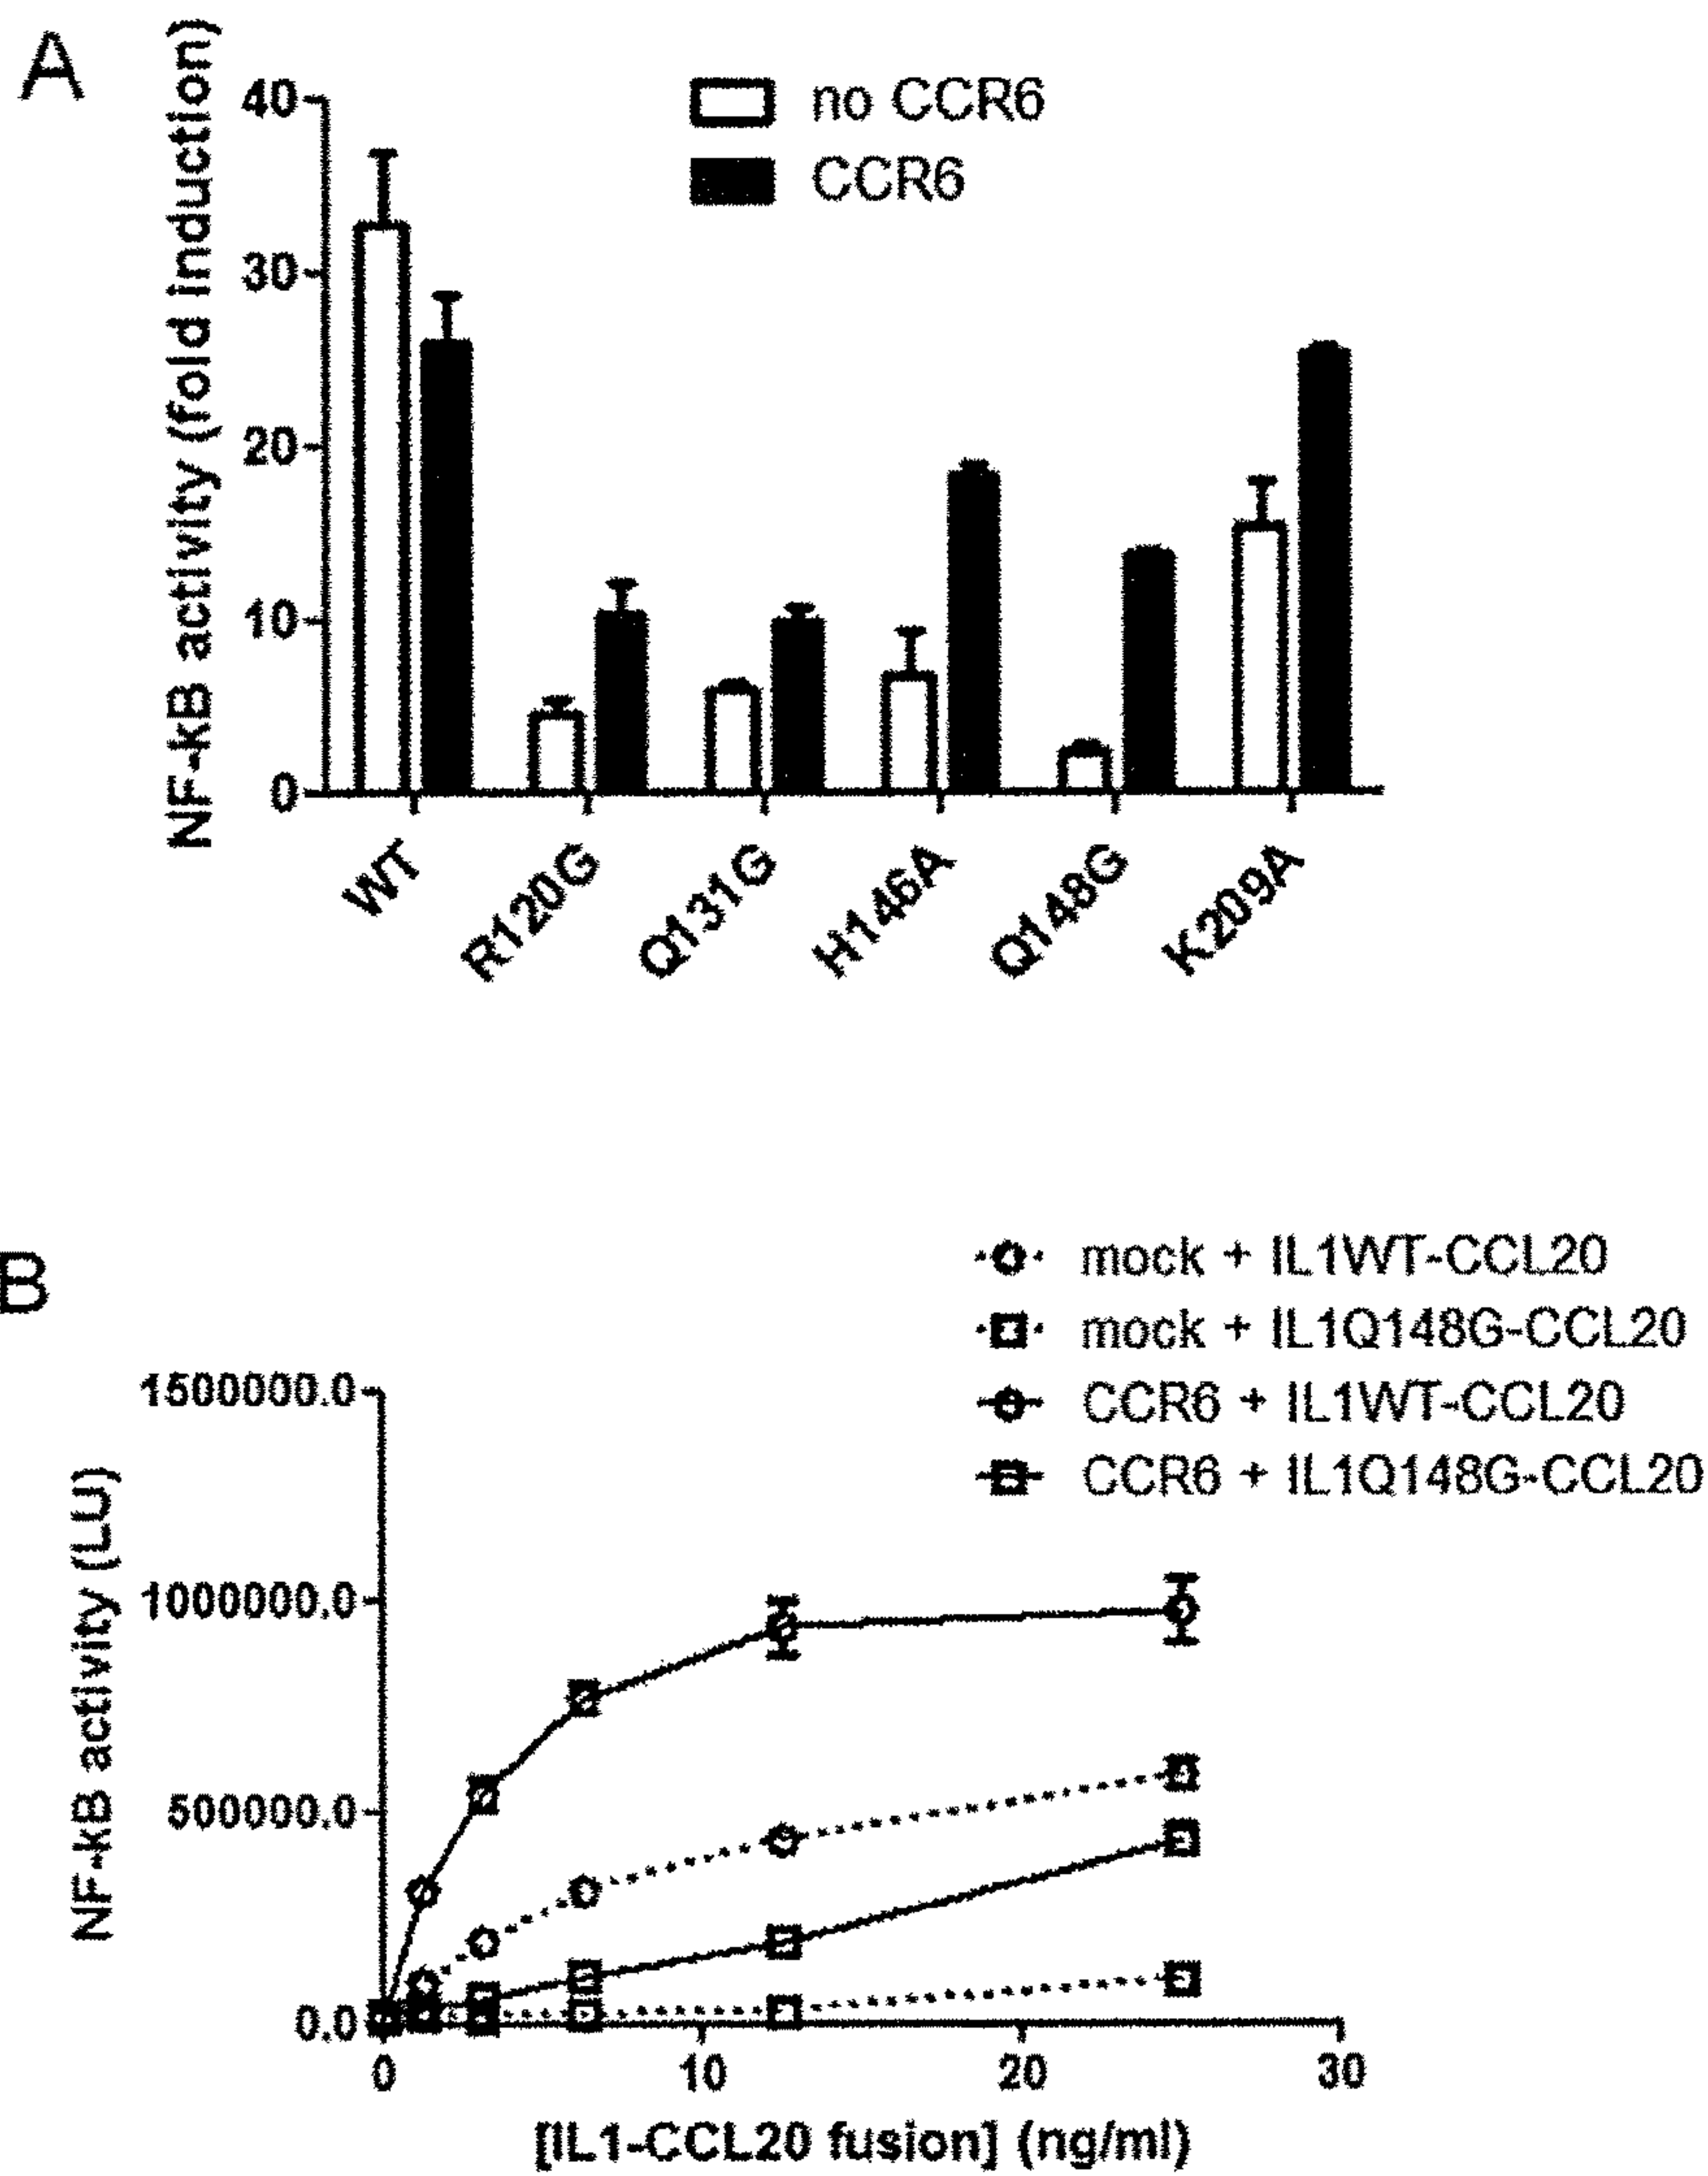 A
NF-kB activity (fold induction)
40
30
20
10
0
no CCR6
CCR6
WT
R120G
Q131G
H146A
Q148G
K209A
B
mock + IL1WT-CCL20
mock + IL1Q148G-CCL20
CCR6 + IL1WT-CCL20
CCR6 + IL1Q148G-CCL20
NF-kB activity (LU)
1500000.0
1000000.0
500000.0
0.0
0
10
20
30
[IL1-CCL20 fusion] (ng/ml)